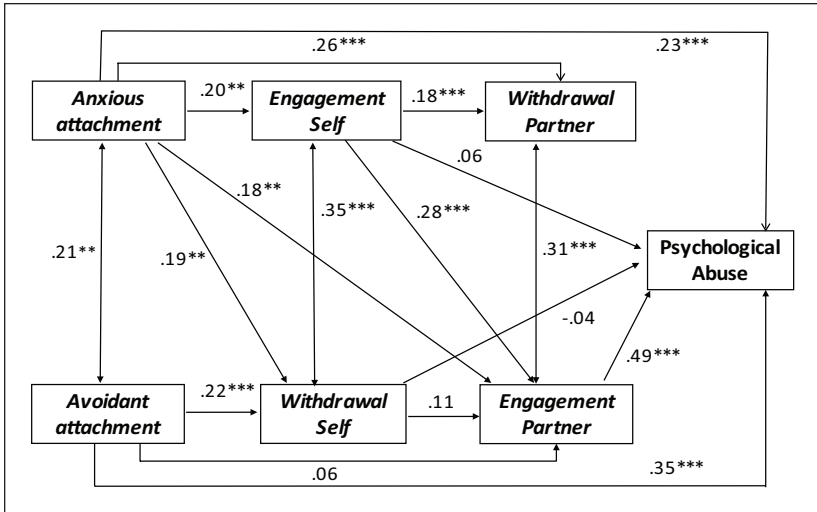 .26***
.23***
Anxious
attachment
.20**
Engagement
Self
.18***
Withdrawal
Partner
.06
.18**
.35***
.28***
.21**
.19**
.31***
Psychological
Abuse
-.04
.49***
Avoidant
attachment
.22***
Withdrawal
Self
.11
Engagement
Partner
.06
.35***